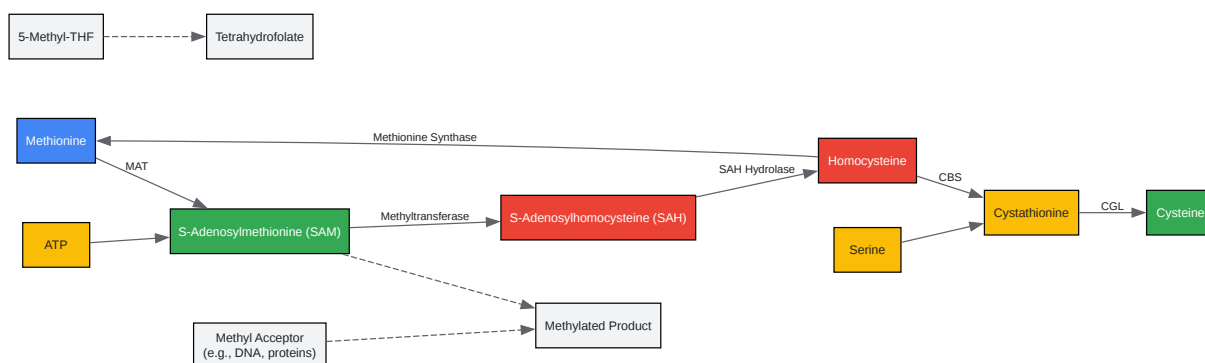 5-Methyl-THF
Tetrahydrofolate
Methionine
Methionine Synthase
Homocysteine
MAT
SAH Hydrolase
CBS
ATP
S-Adenosylmethionine (SAM)
Methyltransferase
S-Adenosylhomocysteine (SAH)
Serine
Cystathionine
CGL
Cysteine
Methyl Acceptor
(e.g., DNA, proteins)
Methylated Product